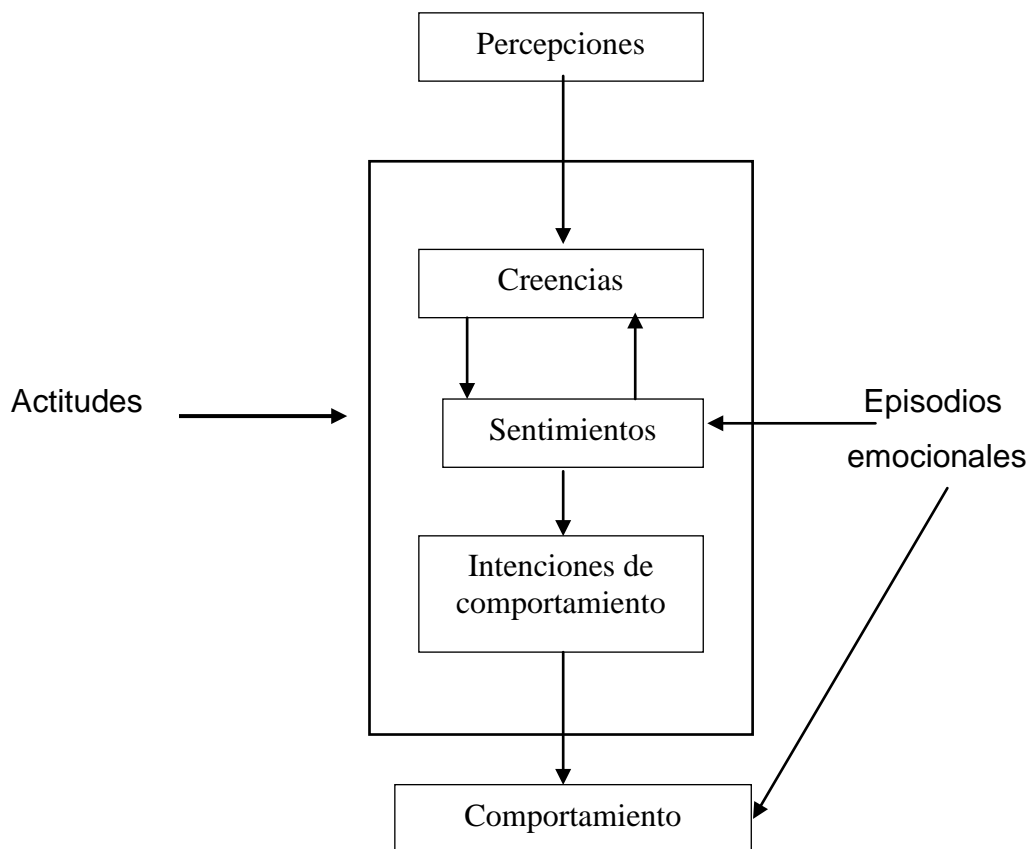 Percepciones
Creencias
Actitudes
Episodios
emocionales
Sentimientos
Intenciones de
comportamiento
Comportamiento